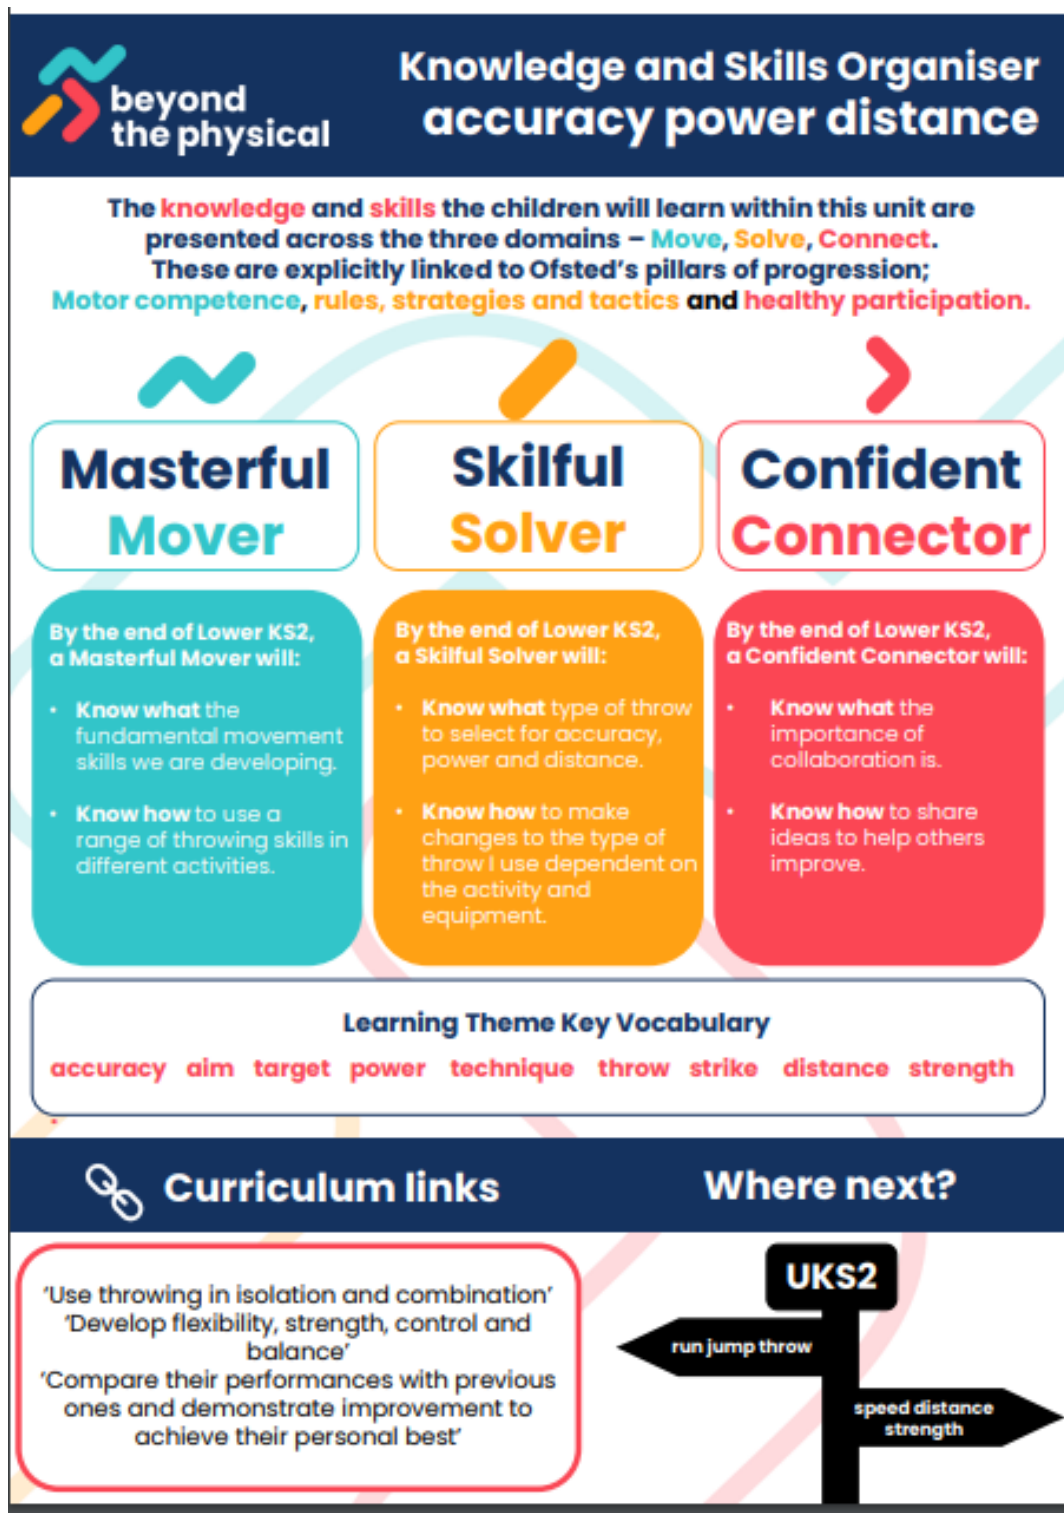 beyond
the physical
Knowledge and Skills Organiser
accuracy power distance
The knowledge and skills the children will learn within this unit are
presented across the three domains – Move, Solve, Connect.
These are explicitly linked to Ofsted's pillars of progression;
Motor competence, rules, strategies and tactics and healthy participation.
Masterful
Mover
Skilful
Solver
Confident
Connector
By the end of Lower KS2,
a Masterful Mover will:
• Know what the
fundamental movement
skills we are developing.
• Know how to use a
range of throwing skills in
different activities.
By the end of Lower KS2,
a Skilful Solver will:
• Know what type of throw
to select for accuracy,
power and distance.
• Know how to make
changes to the type of
throw I use dependent on
the activity and
equipment.
By the end of Lower KS2,
a Confident Connector will:
• Know what the
importance of
collaboration is.
• Know how to share
ideas to help others
improve.
Learning Theme Key Vocabulary
accuracy aim target power technique throw strike distance strength
.
Curriculum links
'Use throwing in isolation and combination'
'Develop flexibility, strength, control and
balance'
'Compare their performances with previous
ones and demonstrate improvement to
achieve their personal best'
Where next?
UKS2
run jump throw
speed distance
strength